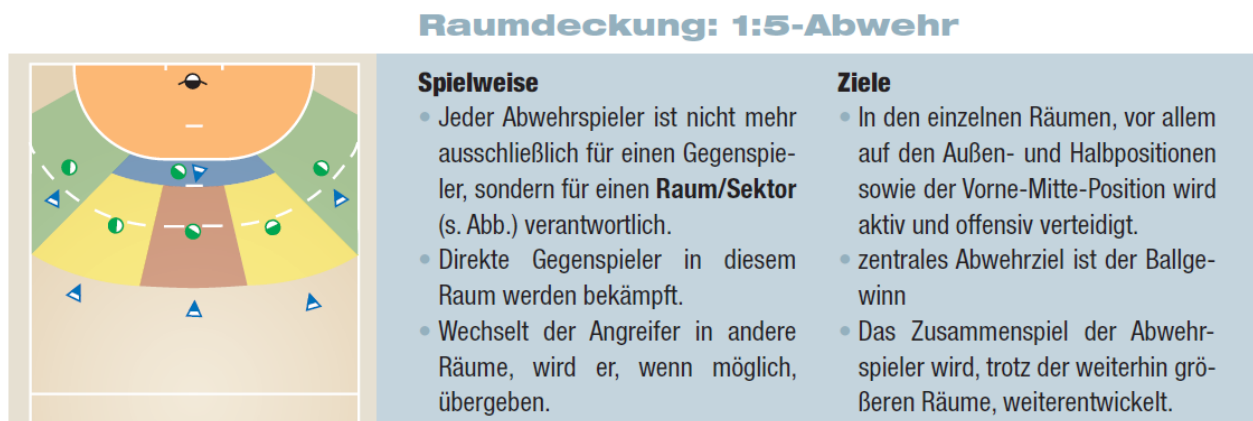 Raumdeckung: 1:5-Abwehr
Spielweise
• Jeder Abwehrspieler ist nicht mehr
ausschließlich für einen Gegenspie-
ler, sondern für einen Raum/Sektor
(s. Abb.) verantwortlich.
• Direkte Gegenspieler in diesem
Raum werden bekämpft.
• Wechselt der Angreifer in andere
Räume, wird er, wenn möglich,
übergeben.
Ziele
• In den einzelnen Räumen, vor allem
auf den Außen- und Halbpositionen
sowie der Vorne-Mitte-Position wird
aktiv und offensiv verteidigt.
• zentrales Abwehrziel ist der Ballge-
winn
• Das Zusammenspiel der Abwehr-
spieler wird, trotz der weiterhin grö-
ßeren Räume, weiterentwickelt.